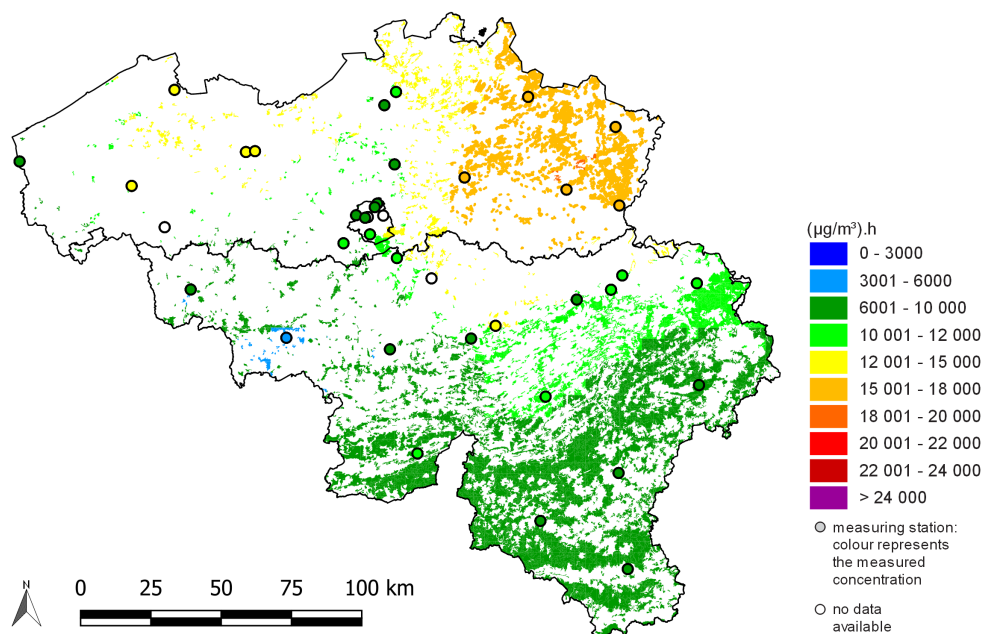 (µg/m³).h
0 - 3000
3001 - 6000
6001 - 10 000
10 001 - 12 000
12 001 - 15 000
15 001 - 18 000
18 001 - 20 000
20 001 - 22 000
22 001 - 24 000
> 24 000
measuring station:
colour represents
the measured
concentration
no data
available
N
0 25 50 75 100 km